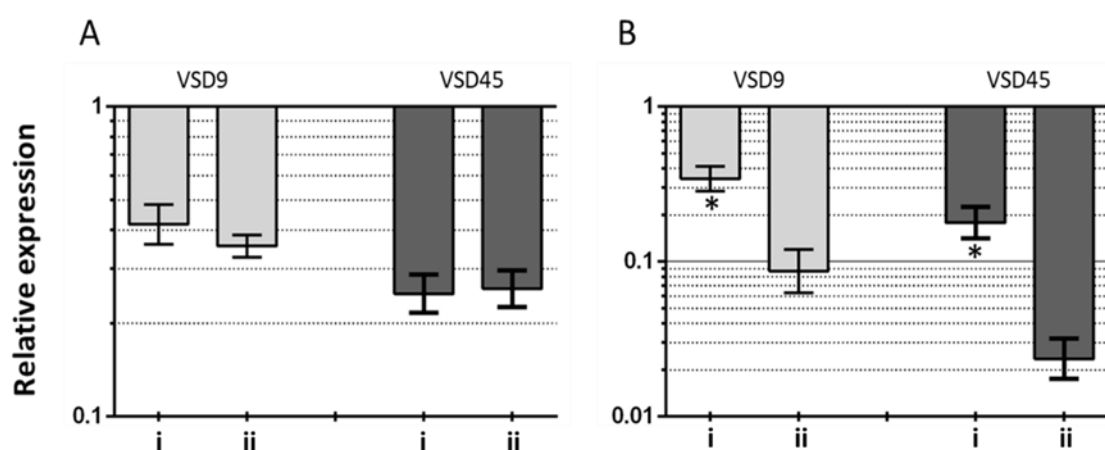 A
B
VSD9
VSD45
VSD9
VSD45
1
0.1
Relative expression
i
ii
i
ii
1
0.1
0.01
*
*
i
ii
i
ii